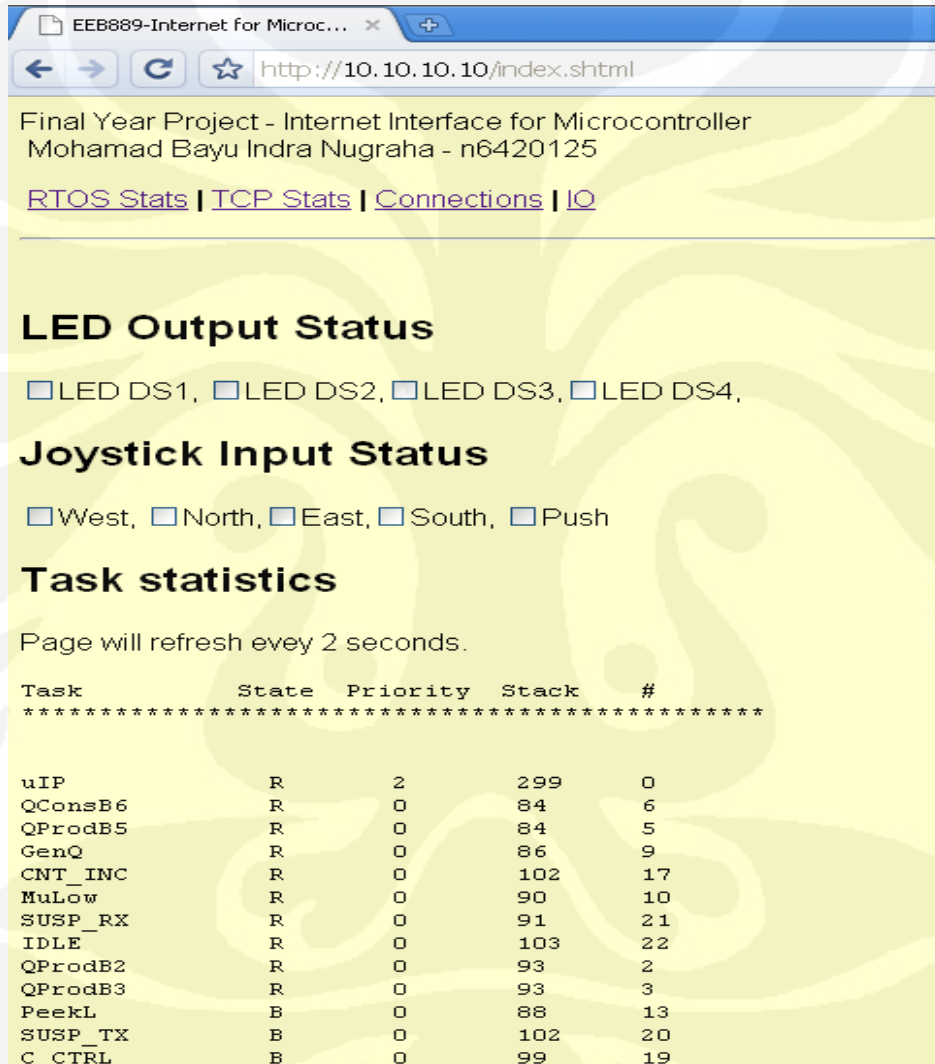 EEB889-Internet for Microc...
http://10.10.10.10/index.shtml
Final Year Project - Internet Interface for Microcontroller
Mohamad Bayu Indra Nugraha - n6420125
RTOS Stats | TCP Stats | Connections | IO
LED Output Status
LED DS1, LED DS2, LED DS3, LED DS4,
Joystick Input Status
West, North, East, South, Push
Task statistics
Page will refresh evey 2 seconds.
Task State Priority Stack #
************************************************
uIP R 2 299 0
QConsB6 R 0 84 6
QProdB5 R 0 84 5
GenQ R 0 86 9
CNT_INC R 0 102 17
MuLow R 0 90 10
SUSP_RX R 0 91 21
IDLE R 0 103 22
QProdB2 R 0 93 2
QProdB3 R 0 93 3
PeekL B 0 88 13
SUSP_TX B 0 102 20
C_CTRL B 0 99 19